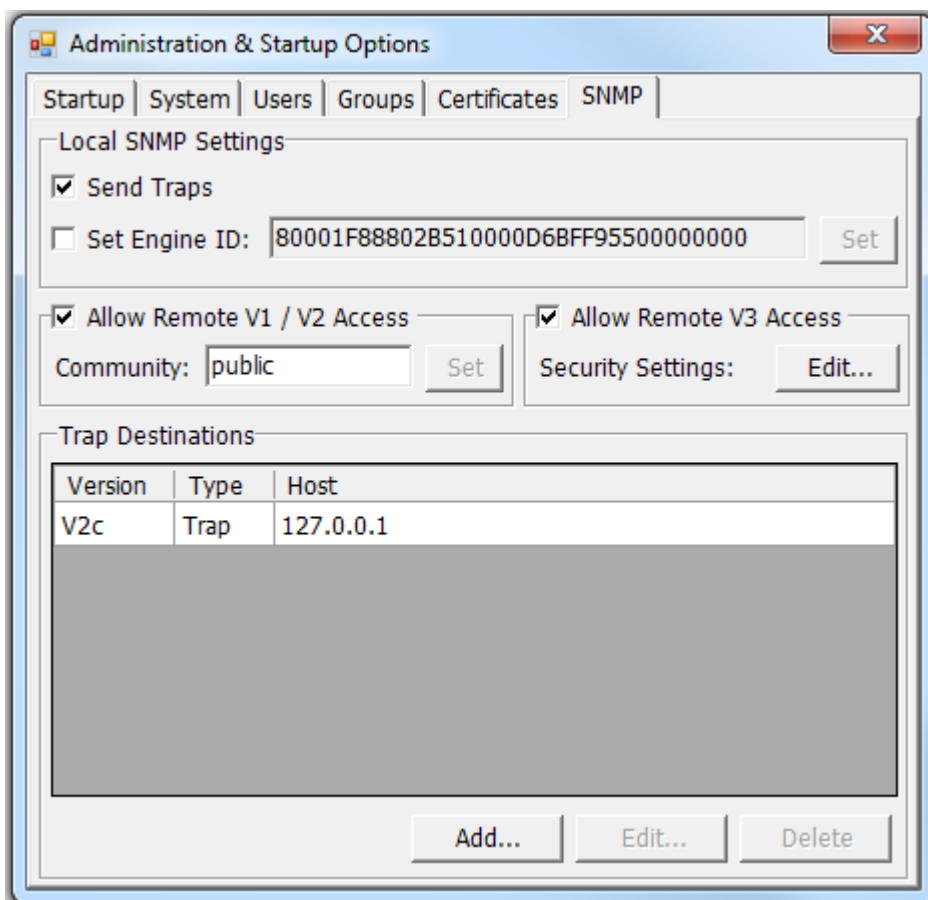 Administration & Startup Options
Startup System Users Groups Certificates SNMP
Local SNMP Settings
Send Traps
Set Engine ID: 80001F88802B510000D6BFF95500000000 Set
Allow Remote V1 / V2 Access Allow Remote V3 Access
Community: public Set Security Settings: Edit...
Trap Destinations
Version Type Host
V2c Trap 127.0.0.1
Add... Edit... Delete